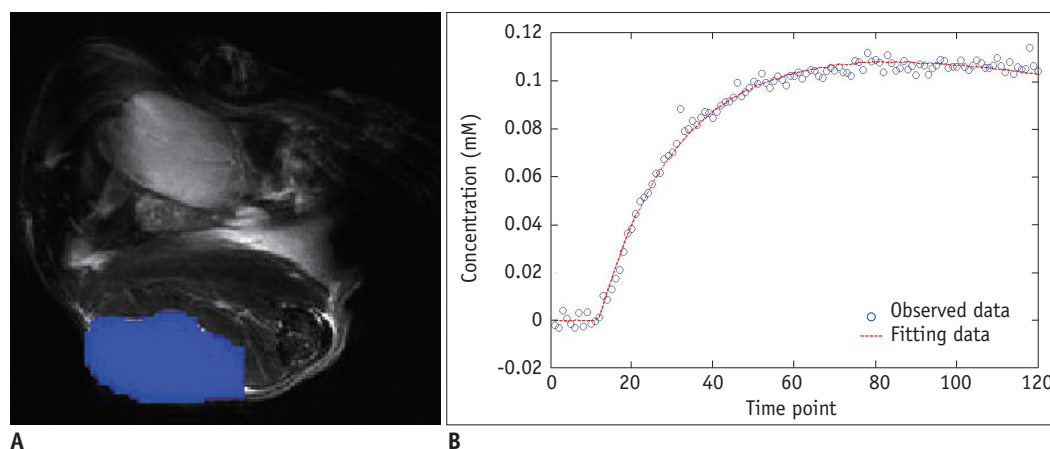 A
B
0.12
0.1
0.08
0.06
0.04
0.02
0
-0.02
Concentration (mM)
Observed data
Fitting data
0 20 40 60 80 100 120
Time point